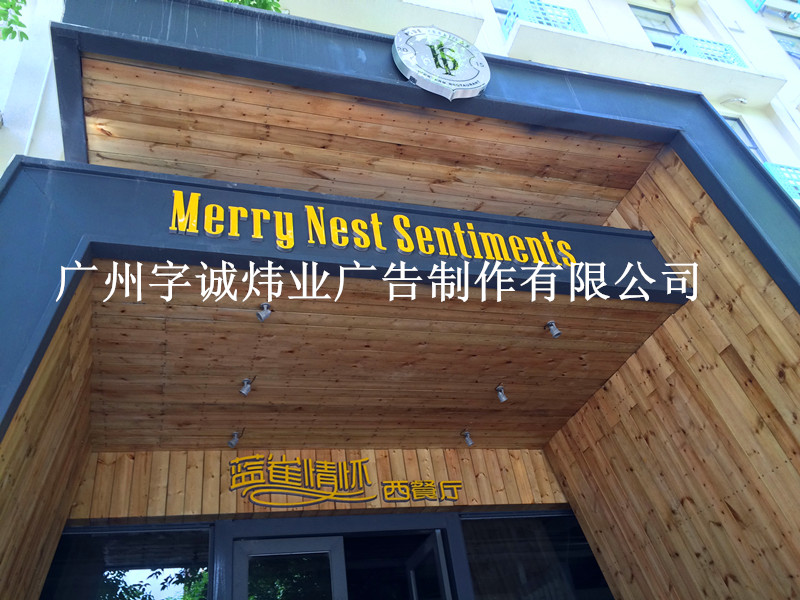 Merry Nest Sentiments
广州字诚炜业广告制作有限公司
蓝雀情怀 西餐厅